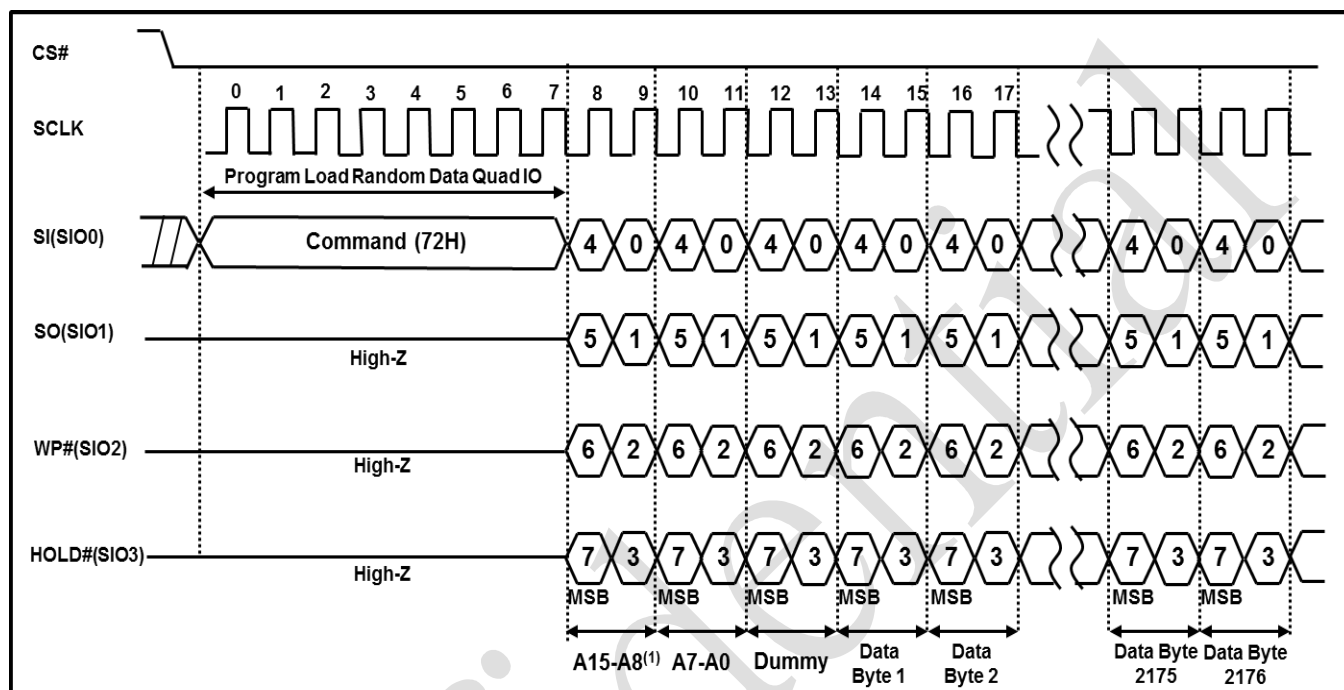 CS#
0 1 2 3 4 5 6 7 8 9 10 11 12 13 14 15 16 17
SCLK
Program Load Random Data Quad IO
SI(SIO0) Command (72H) 4 0 4 0 4 0 4 0 4 0 4 0 4 0
SO(SIO1) High-Z 5 1 5 1 5 1 5 1 5 1 5 1 5 1
WP#(SIO2) High-Z 6 2 6 2 6 2 6 2 6 2 6 2 6 2
HOLD#(SIO3) High-Z 7 3 7 3 7 3 7 3 7 3 7 3 7 3
MSB MSB MSB MSB MSB MSB MSB
A15-A8(1) A7-A0 Dummy Data Byte 1 Data Byte 2 Data Byte 2175 Data Byte 2176